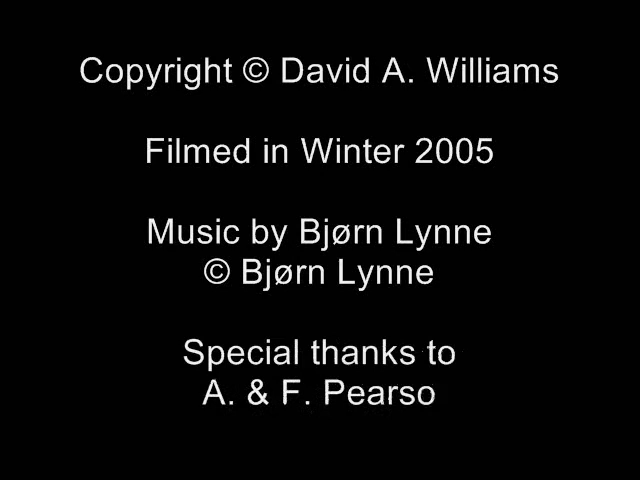 Copyright © David A. Williams
Filmed in Winter 2005
Music by Bjørn Lynne
© Bjørn Lynne
Special thanks to
A. & F. Pearso